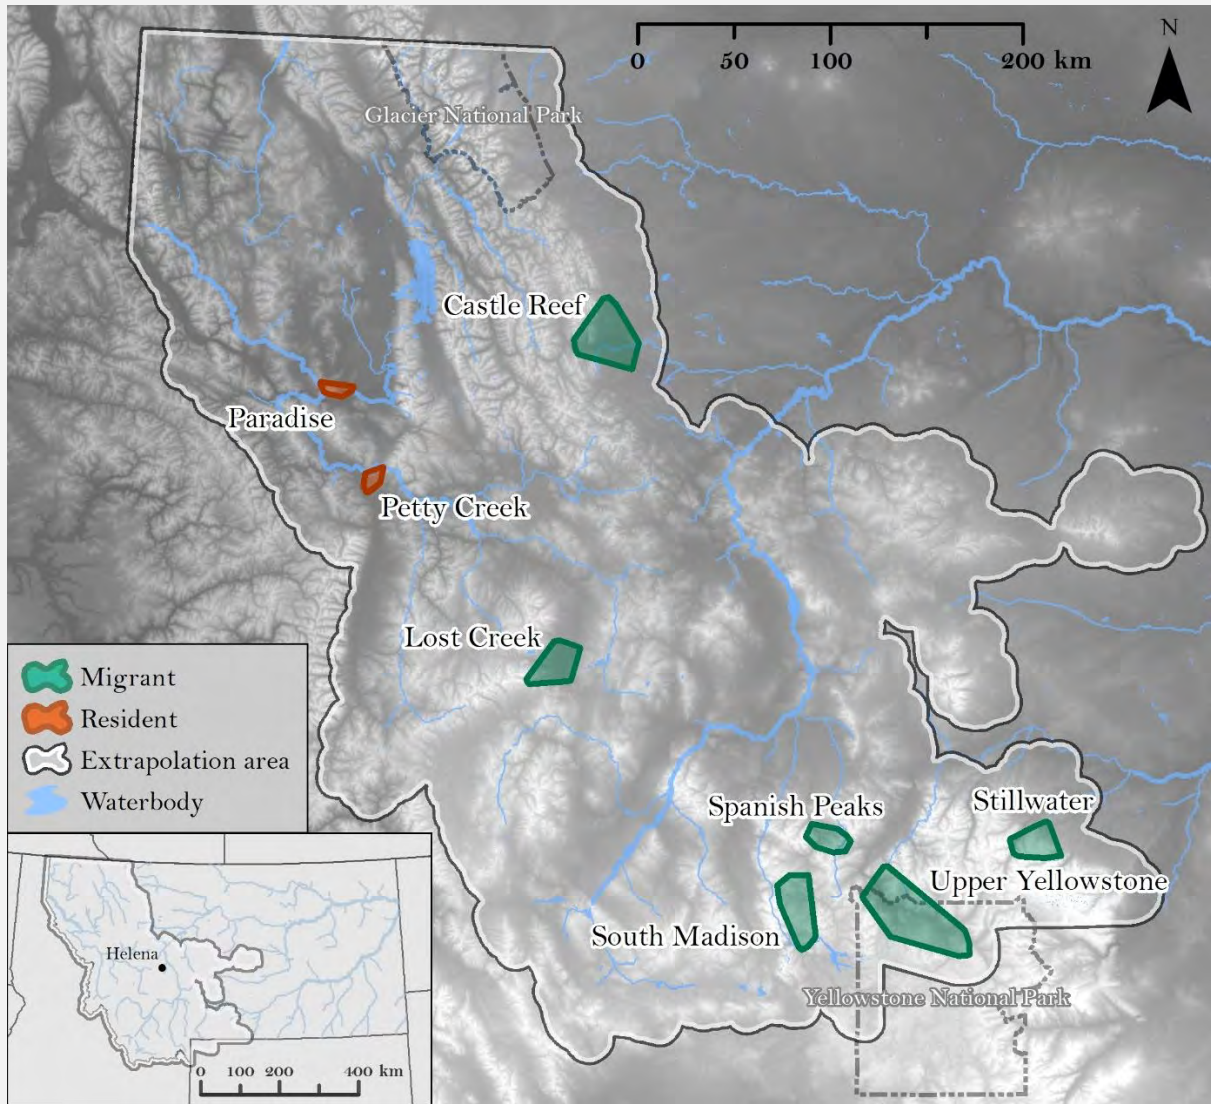 0 50 100 200 km
N
Glacier National Park
Castle Reef
Paradise
Petty Creek
Lost Creek
Migrant
Resident
Extrapolation area
Waterbody
Spanish Peaks
Stillwater
Upper Yellowstone
South Madison
Yellowstone National Park
Helena
0 100 200 400 km